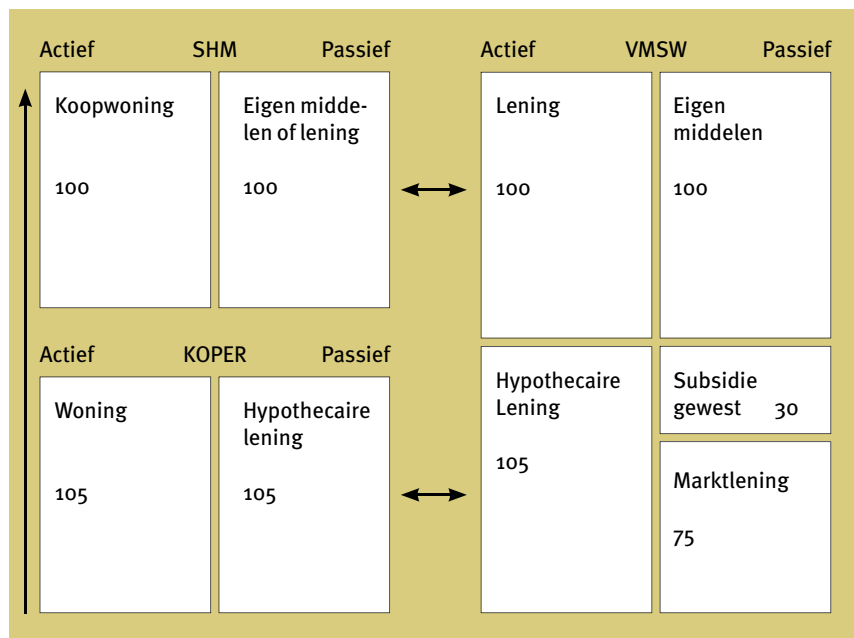 Actief SHM Passief
Koopwoning
100
Eigen midde-
len of lening
100
Actief VMSW Passief
Lening
100
Eigen
middelen
100
Actief KOPER Passief
Woning
105
Hypothecaire
lening
105
Hypothecaire
Lening
105
Subsidie
gewest 30
Marktlening
75